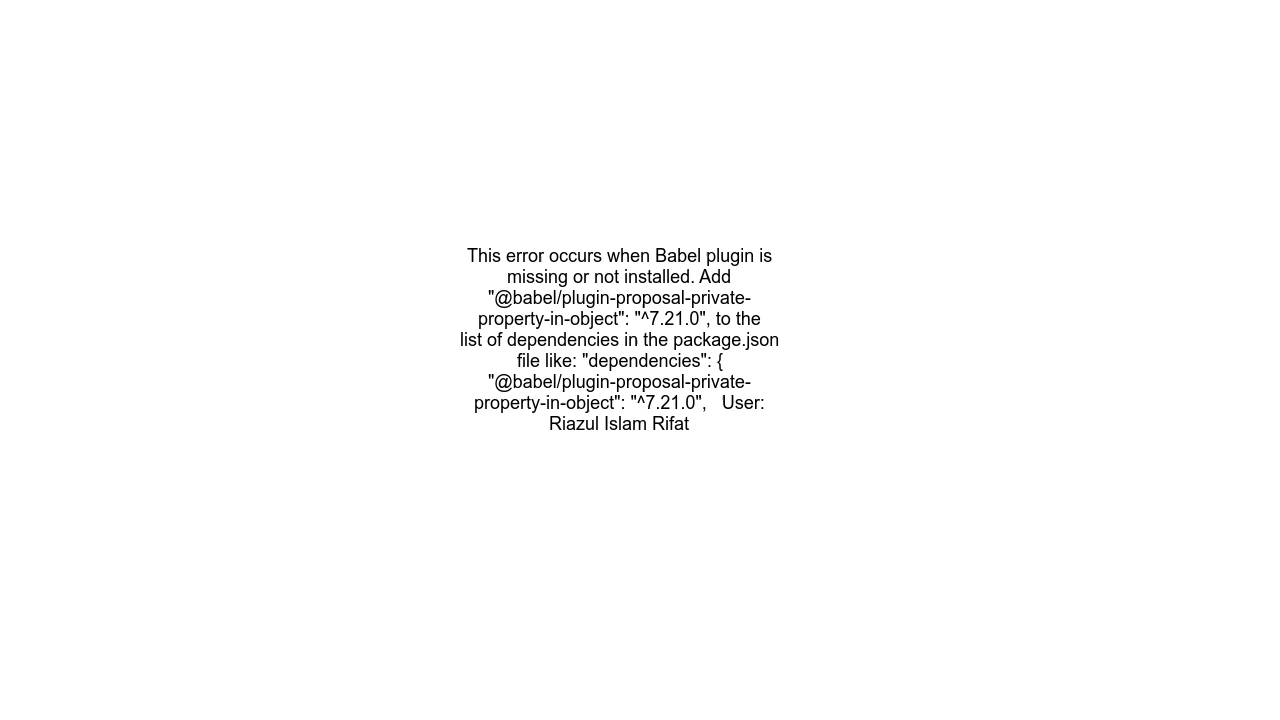 This error occurs when Babel plugin is
missing or not installed. Add
"@babel/plugin-proposal-private-
property-in-object": "^7.21.0", to the
list of dependencies in the package.json
file like: "dependencies": {
"@babel/plugin-proposal-private-
property-in-object": "^7.21.0",   User:
Riazul Islam Rifat